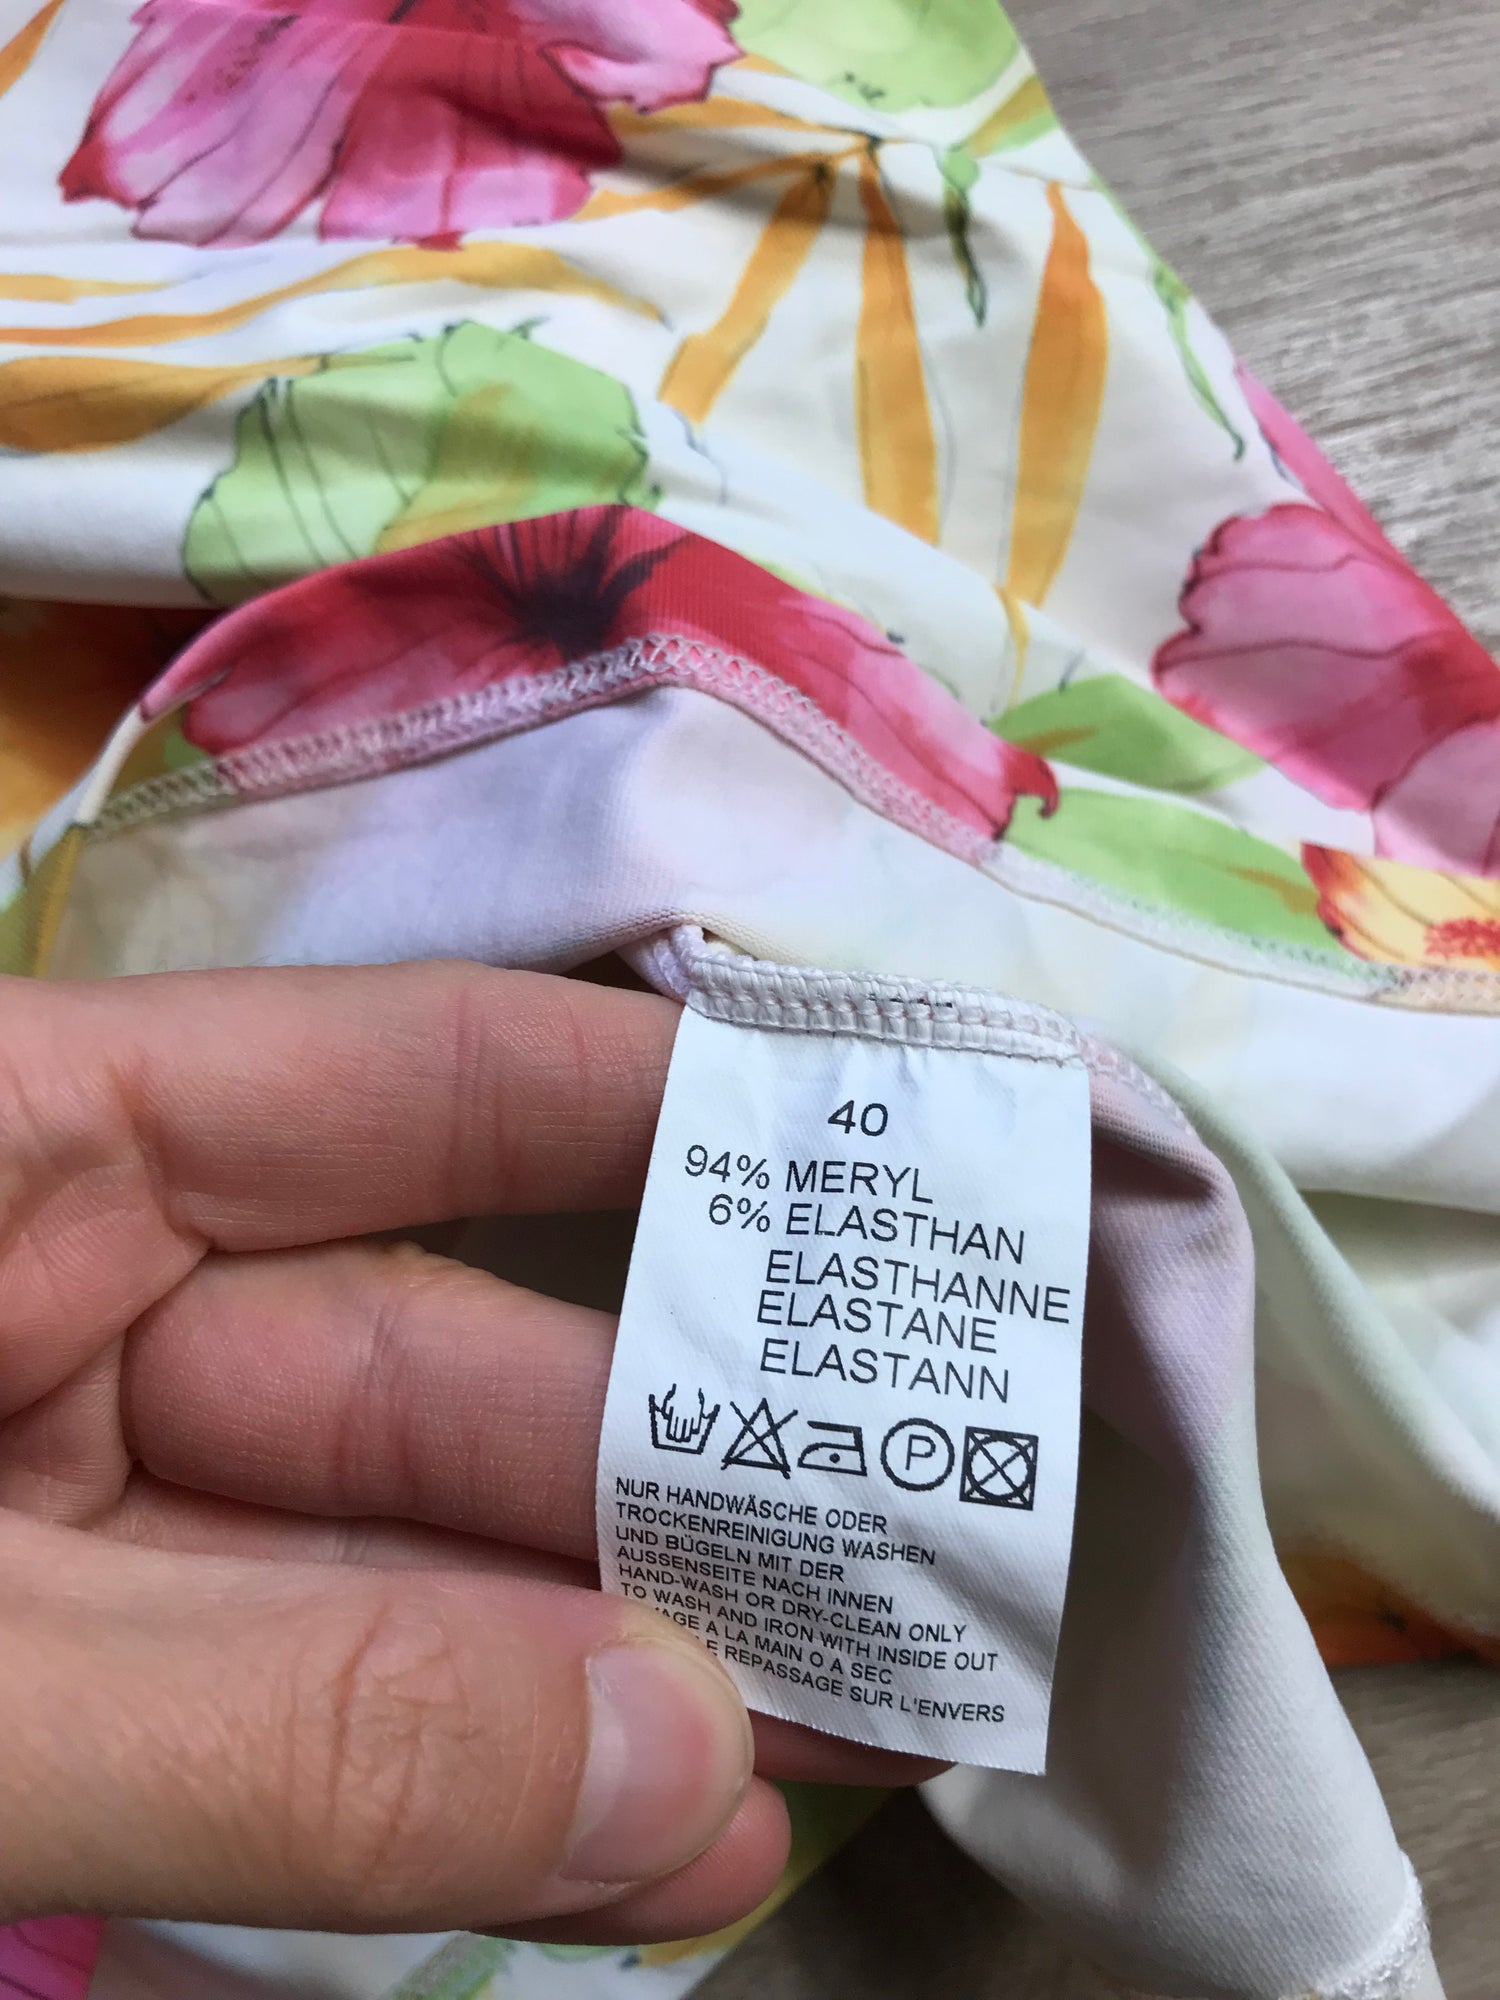 40
94% MERYL
6% ELASTHAN
ELASTHANNE
ELASTANE
ELASTANN
P
NUR HANDWÄSCHE ODER
TROCKENREINIGUNG WASHEN
UND BÜGELN MIT DER
AUSSENSEITE NACH INNEN
HAND-WASH OR DRY-CLEAN ONLY
TO WASH AND IRON WITH INSIDE OUT
A LA MAIN O A SEC
REPASSAGE SUR L'ENVERS